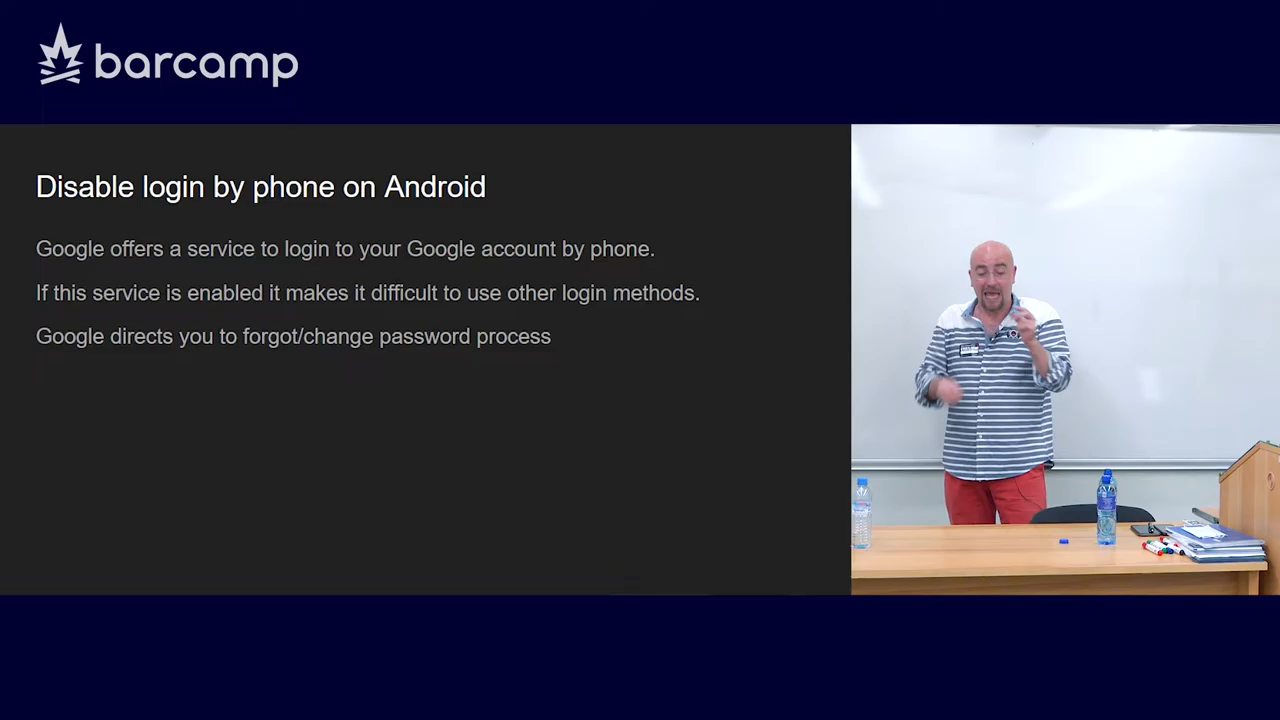 barcamp
Disable login by phone on Android
Google offers a service to login to your Google account by phone.
If this service is enabled it makes it difficult to use other login methods.
Google directs you to forgot/change password process